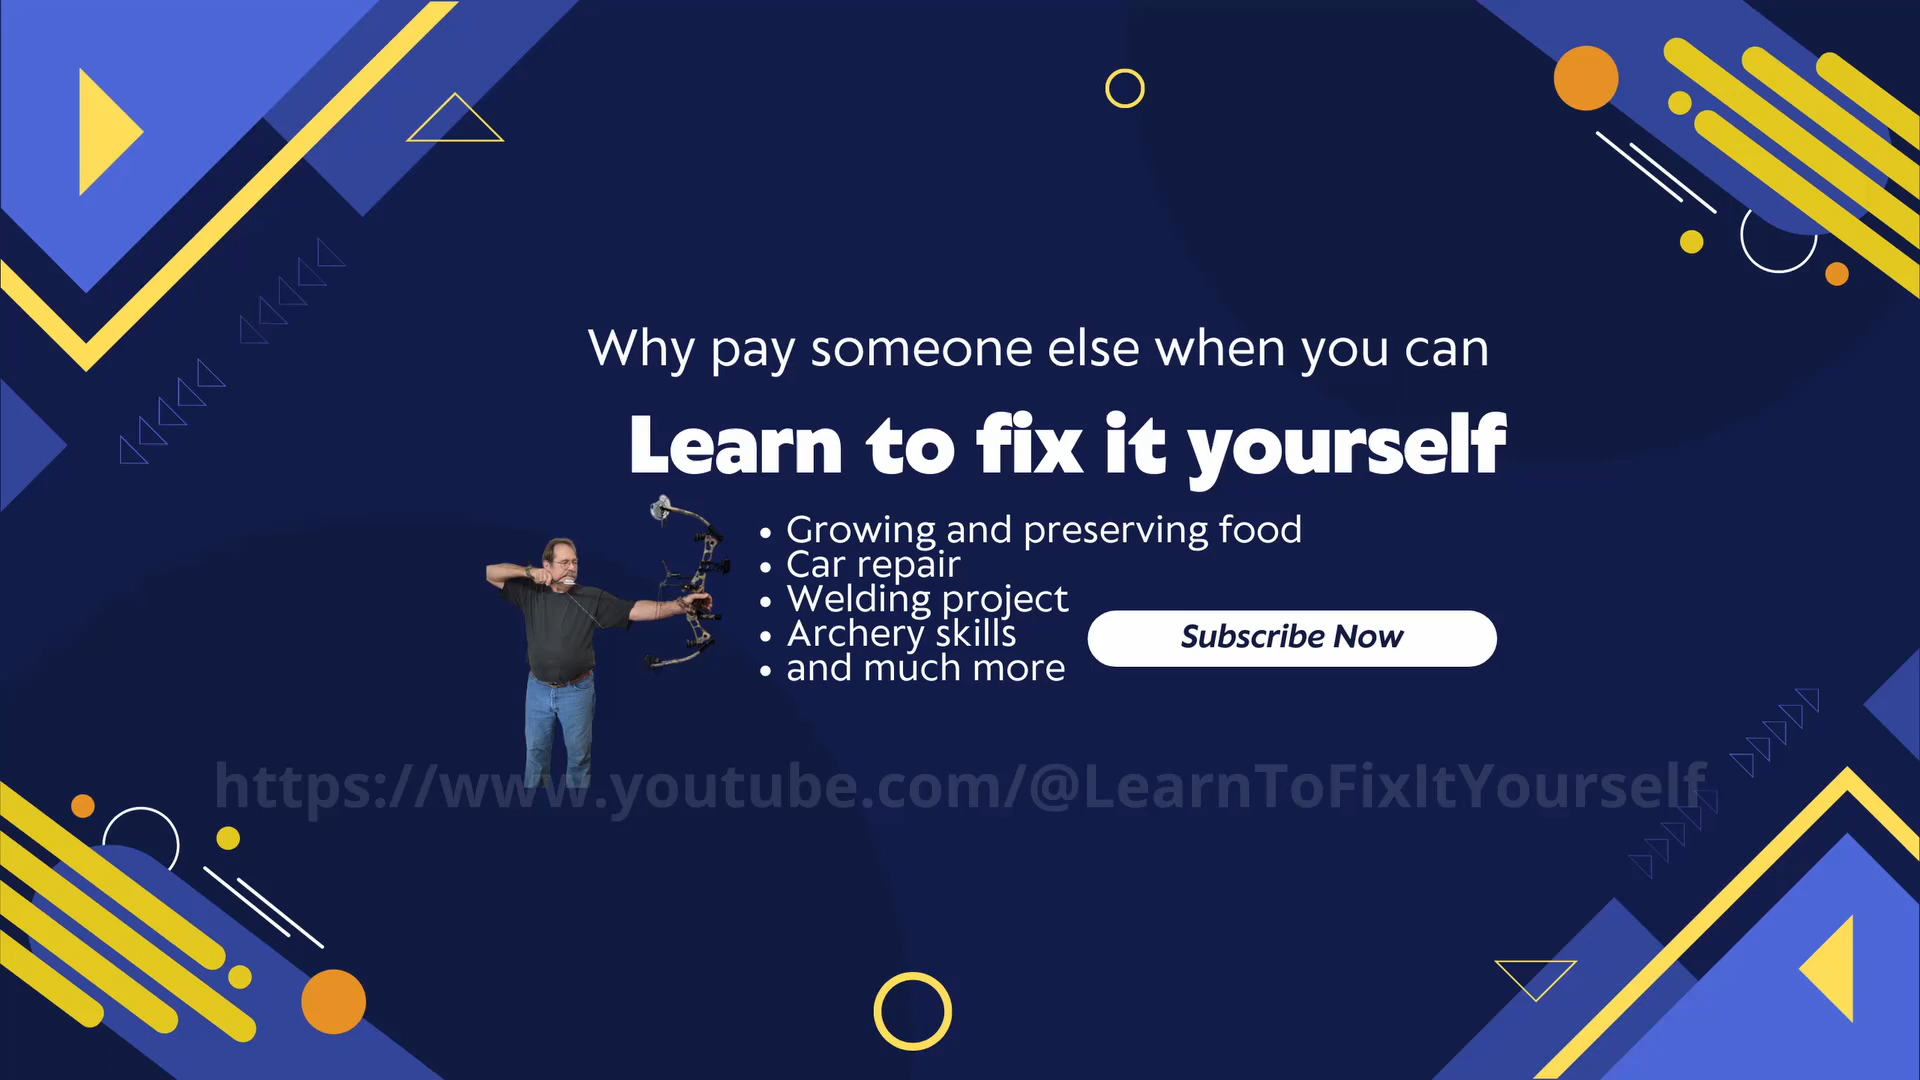 Why pay someone else when you can
Learn to fix it yourself
• Growing and preserving food
• Car repair
• Welding project
• Archery skills
• and much more
Subscribe Now
https://www.youtube.com/@LearnToFixItYourself